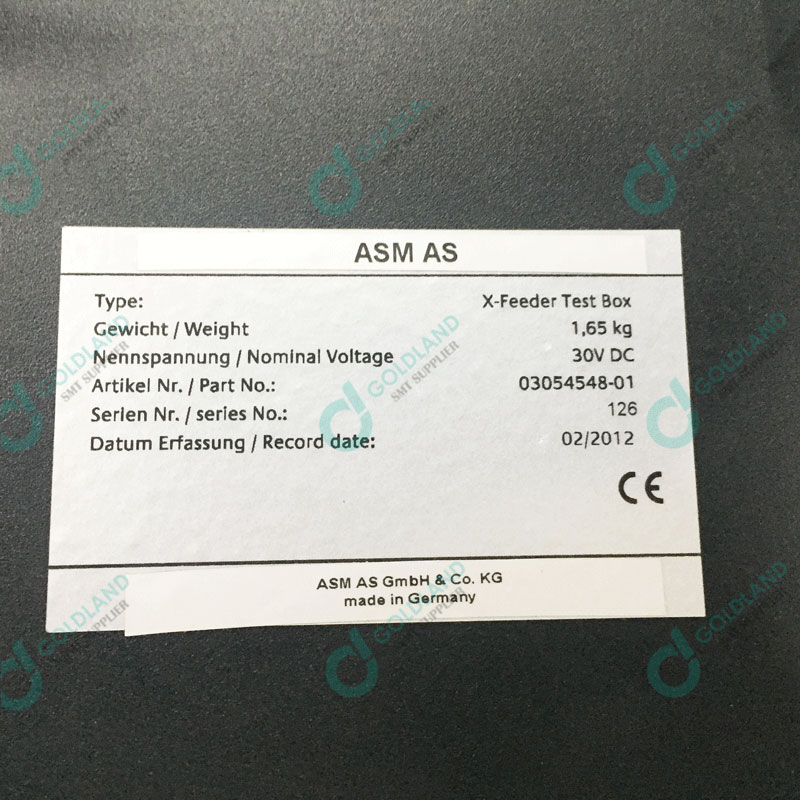 ASM AS
Type: X-Feeder Test Box
Gewicht / Weight 1,65 kg
Nennspannung / Nominal Voltage 30V DC
Artikel Nr. / Part No.: 03054548-01
Serien Nr. / series No.: 126
Datum Erfassung / Record date: 02/2012
CE
ASM AS GmbH & Co. KG
made in Germany
GOLDLAND
SMT SUPPLIER